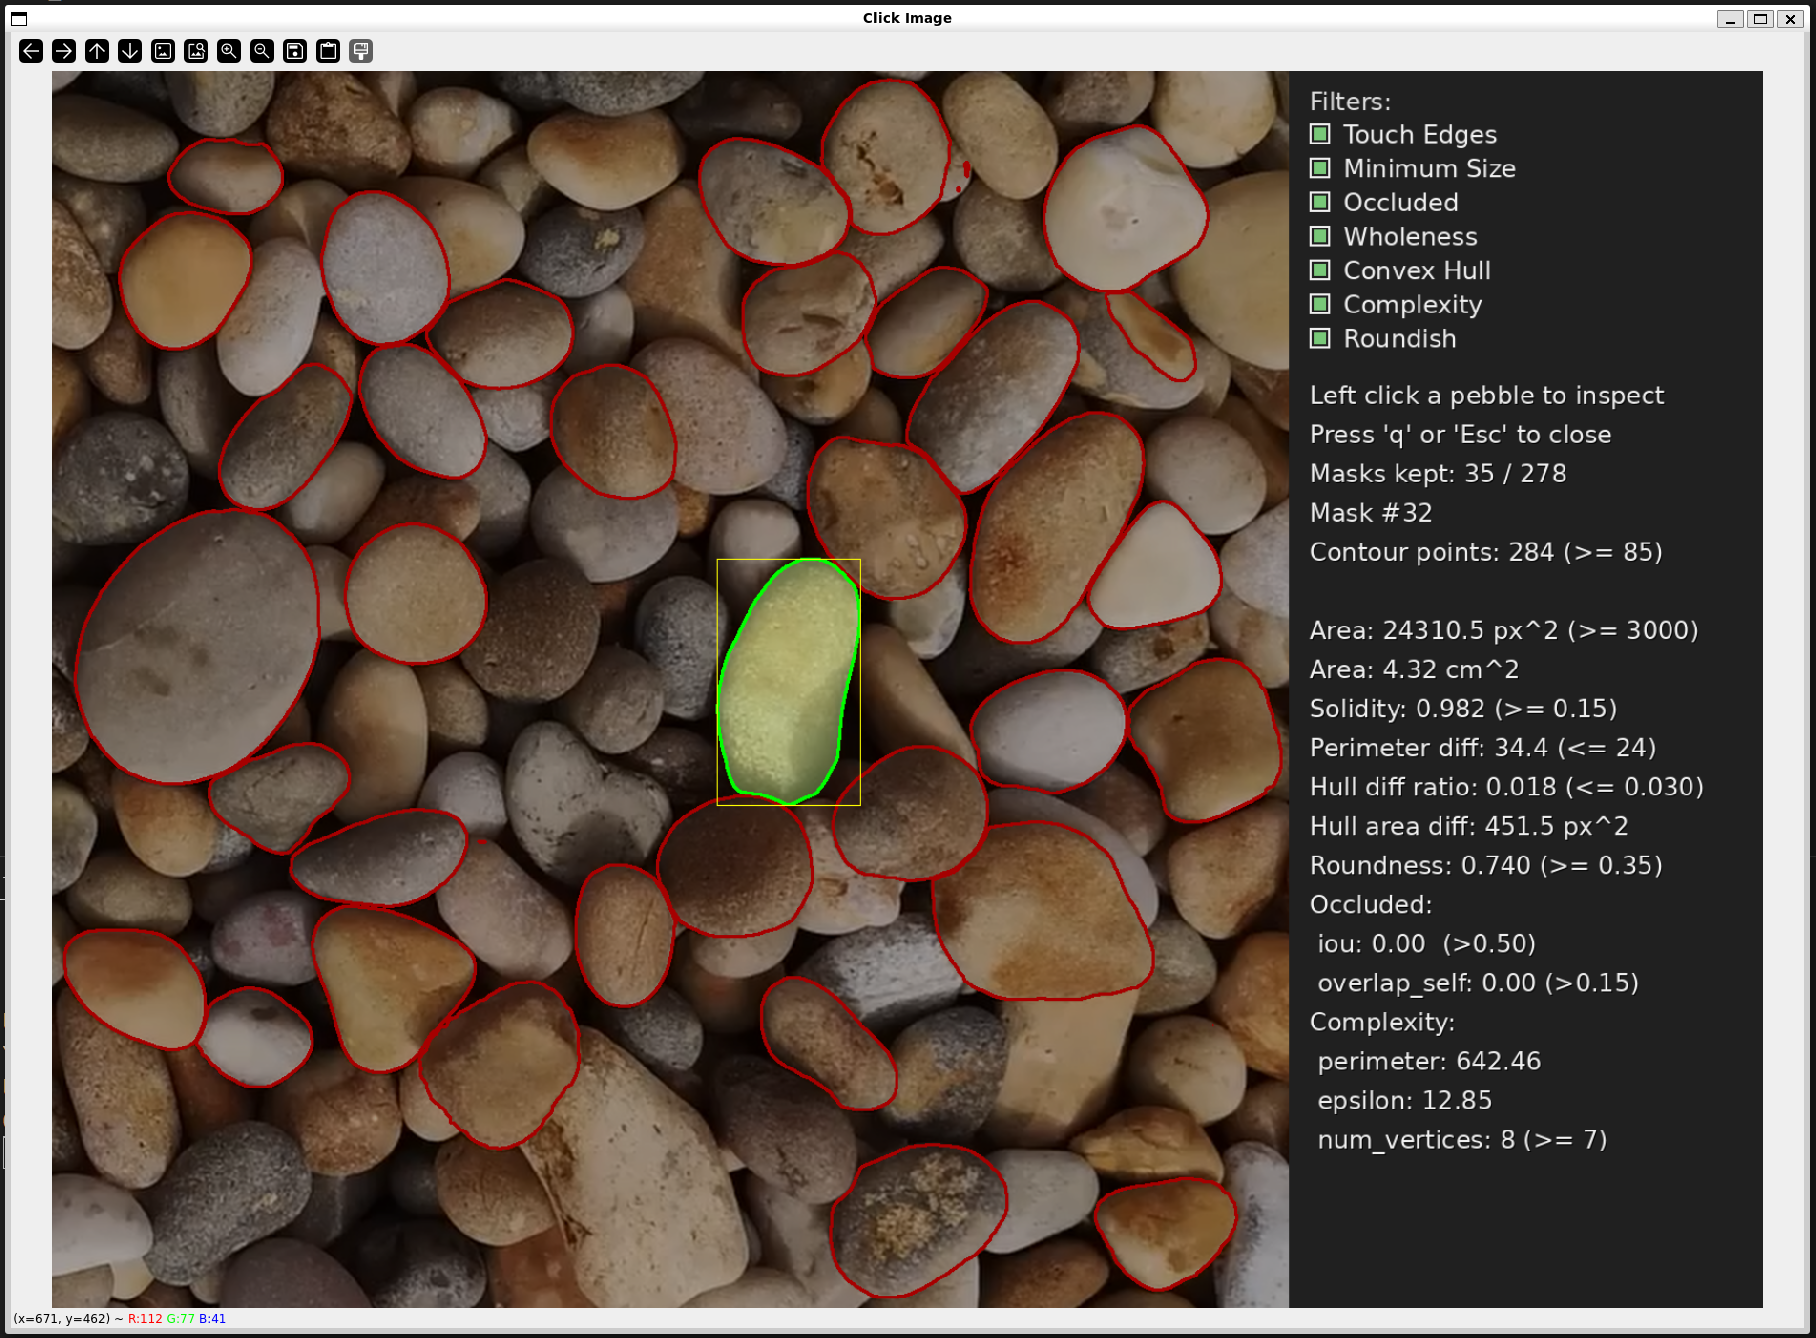 Click Image
Filters:
Touch Edges
Minimum Size
Occluded
Wholeness
Convex Hull
Complexity
Roundish
Left click a pebble to inspect
Press 'q' or 'Esc' to close
Masks kept: 35 / 278
Mask #32
Contour points: 284 (>= 85)
Area: 24310.5 px^2 (>= 3000)
Area: 4.32 cm^2
Solidity: 0.982 (>= 0.15)
Perimeter diff: 34.4 (<= 24)
Hull diff ratio: 0.018 (<= 0.030)
Hull area diff: 451.5 px^2
Roundness: 0.740 (>= 0.35)
Occluded:
iou: 0.00 (>0.50)
overlap_self: 0.00 (>0.15)
Complexity:
perimeter: 642.46
epsilon: 12.85
num_vertices: 8 (>= 7)
(x=671, y=462) ~ R:112 G:77 B:41